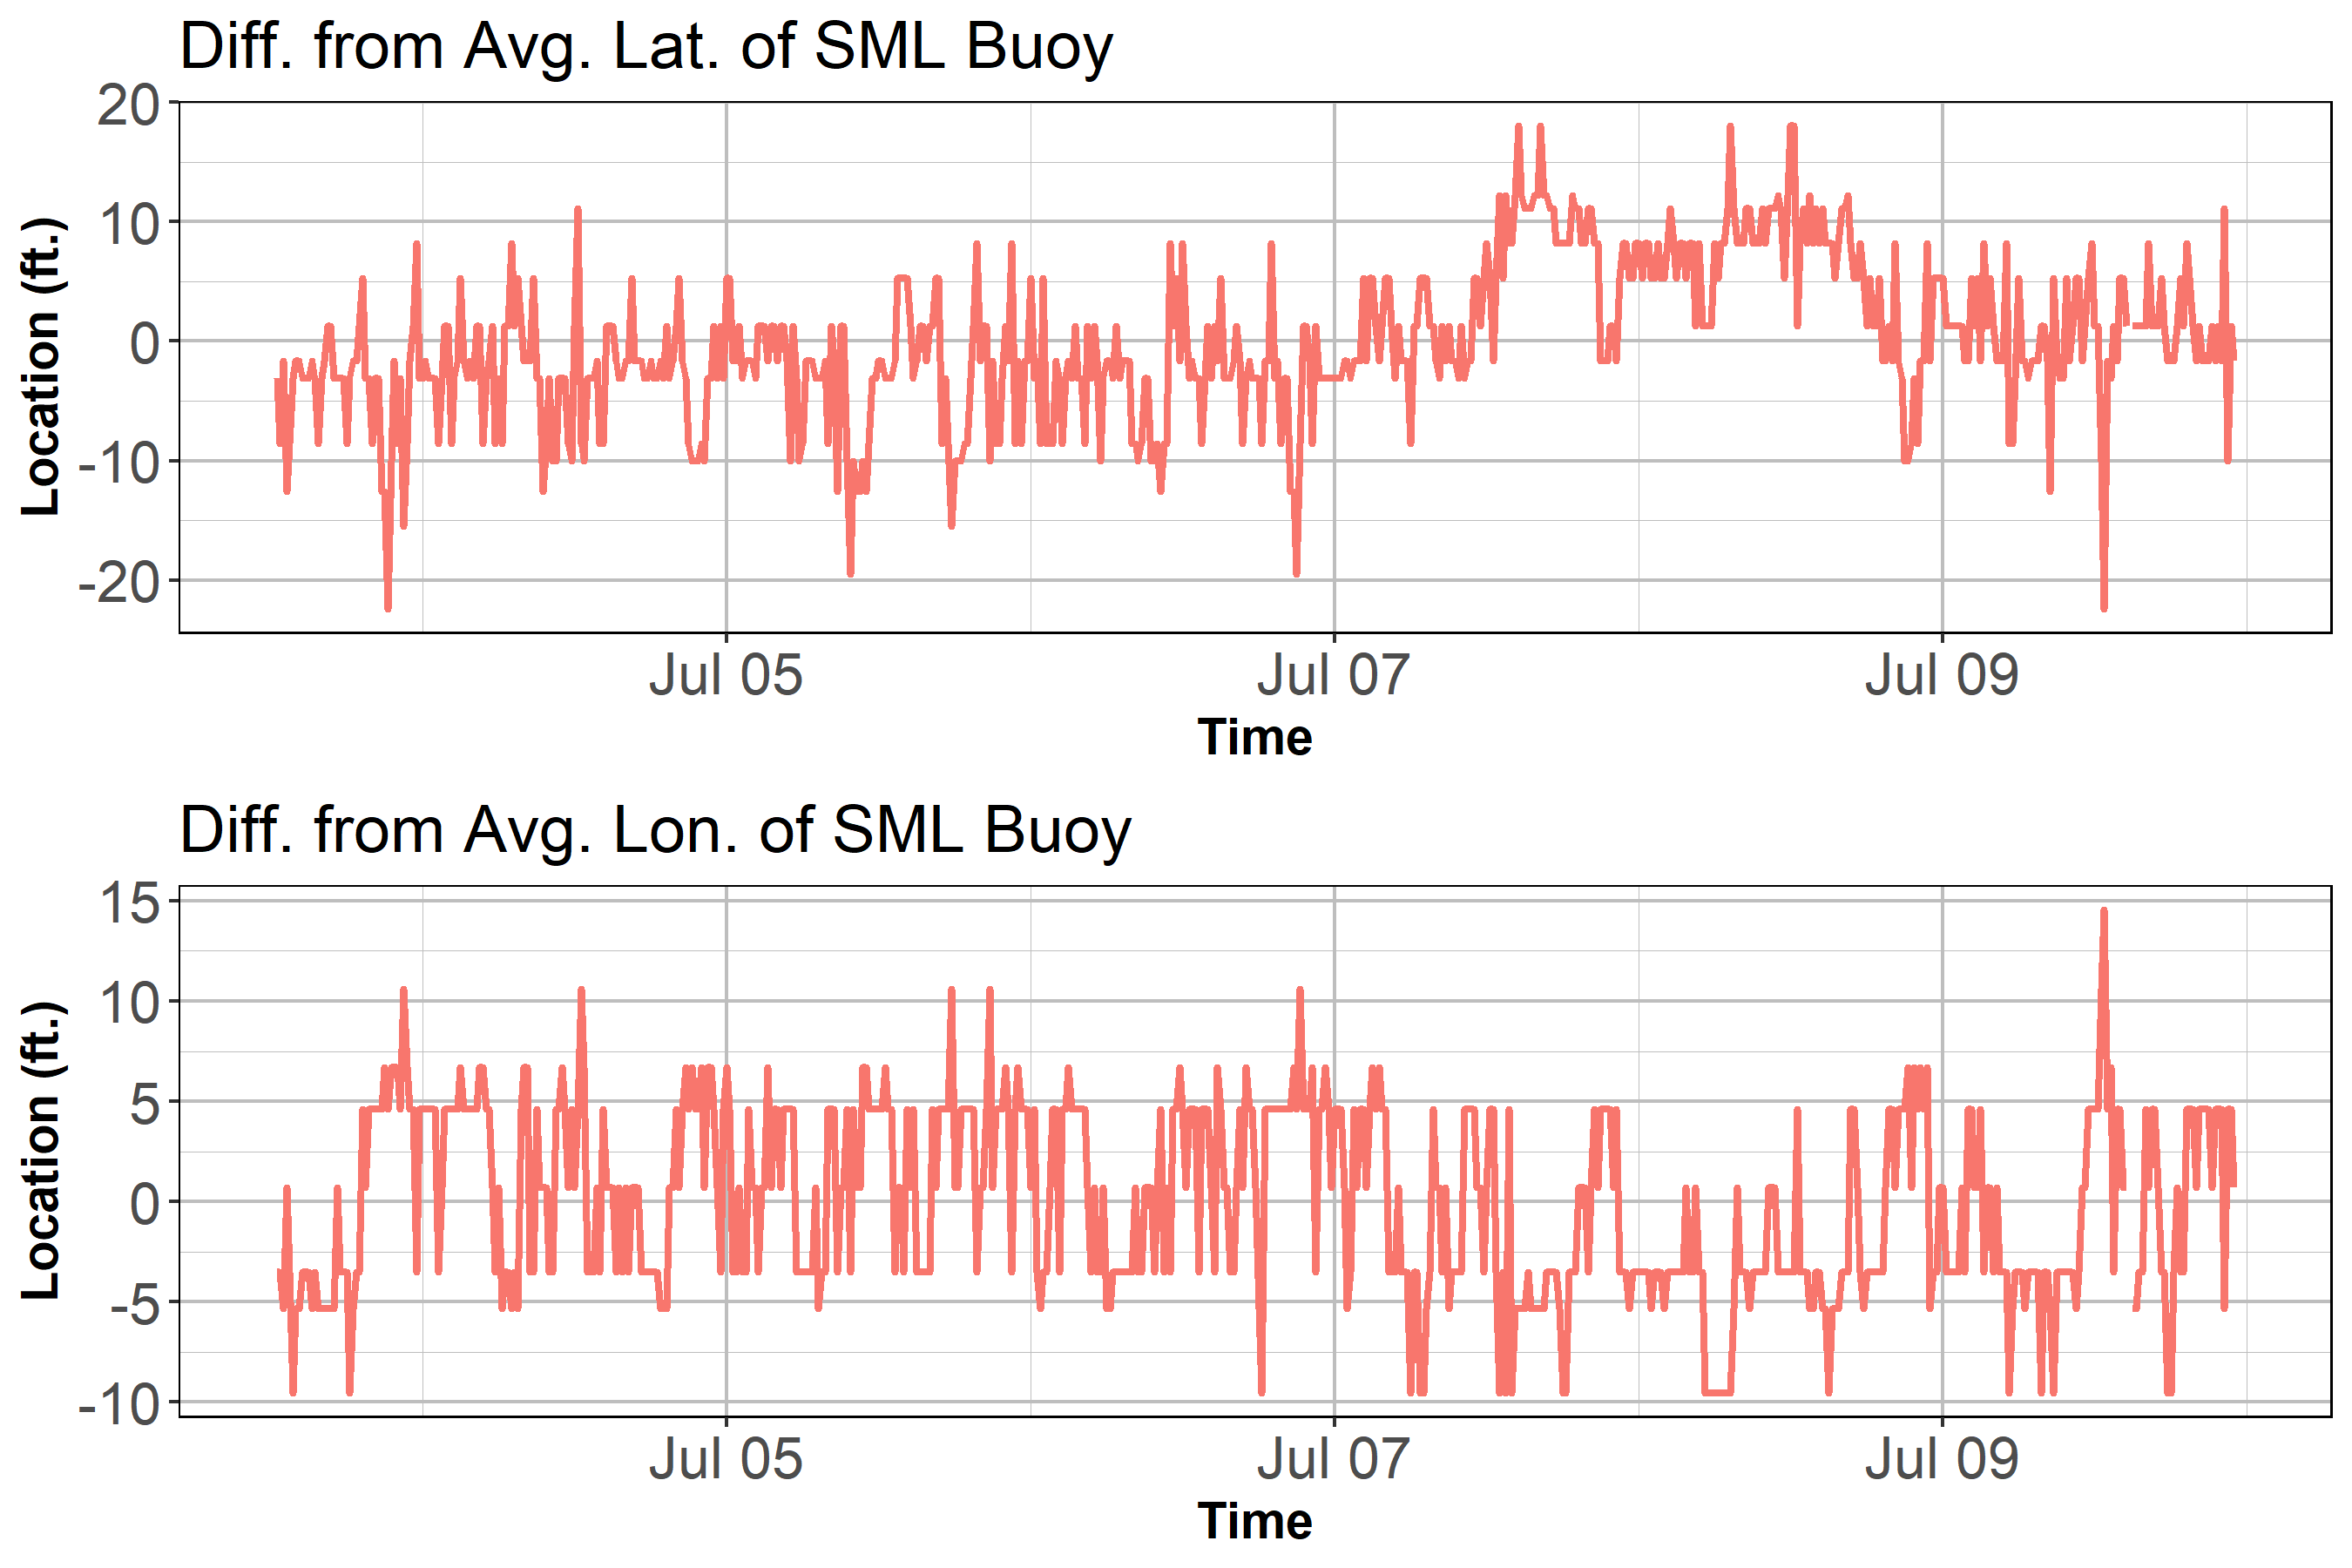 Diff. from Avg. Lat. of SML Buoy
20
10
0
-10
-20
Location (ft.)
Jul 05 Jul 07 Jul 09
Time
Diff. from Avg. Lon. of SML Buoy
15
10
5
0
-5
-10
Location (ft.)
Jul 05 Jul 07 Jul 09
Time